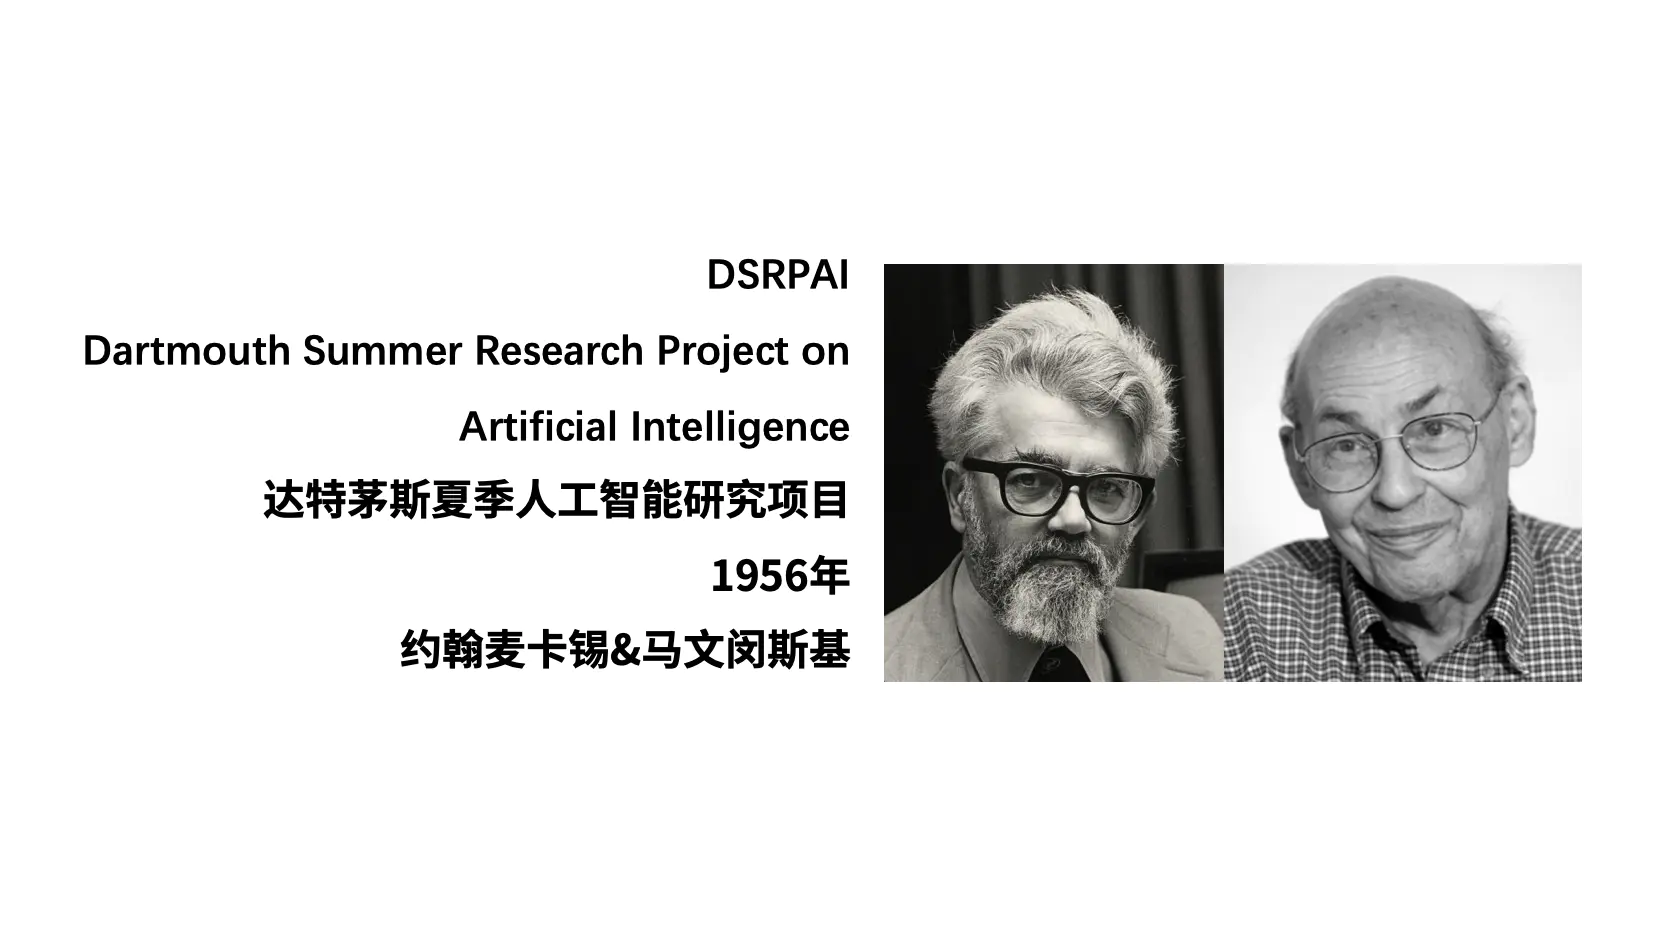 DSRPAI
Dartmouth Summer Research Project on
Artificial Intelligence
达特茅斯夏季人工智能研究项目
1956年
约翰麦卡锡&马文闵斯基